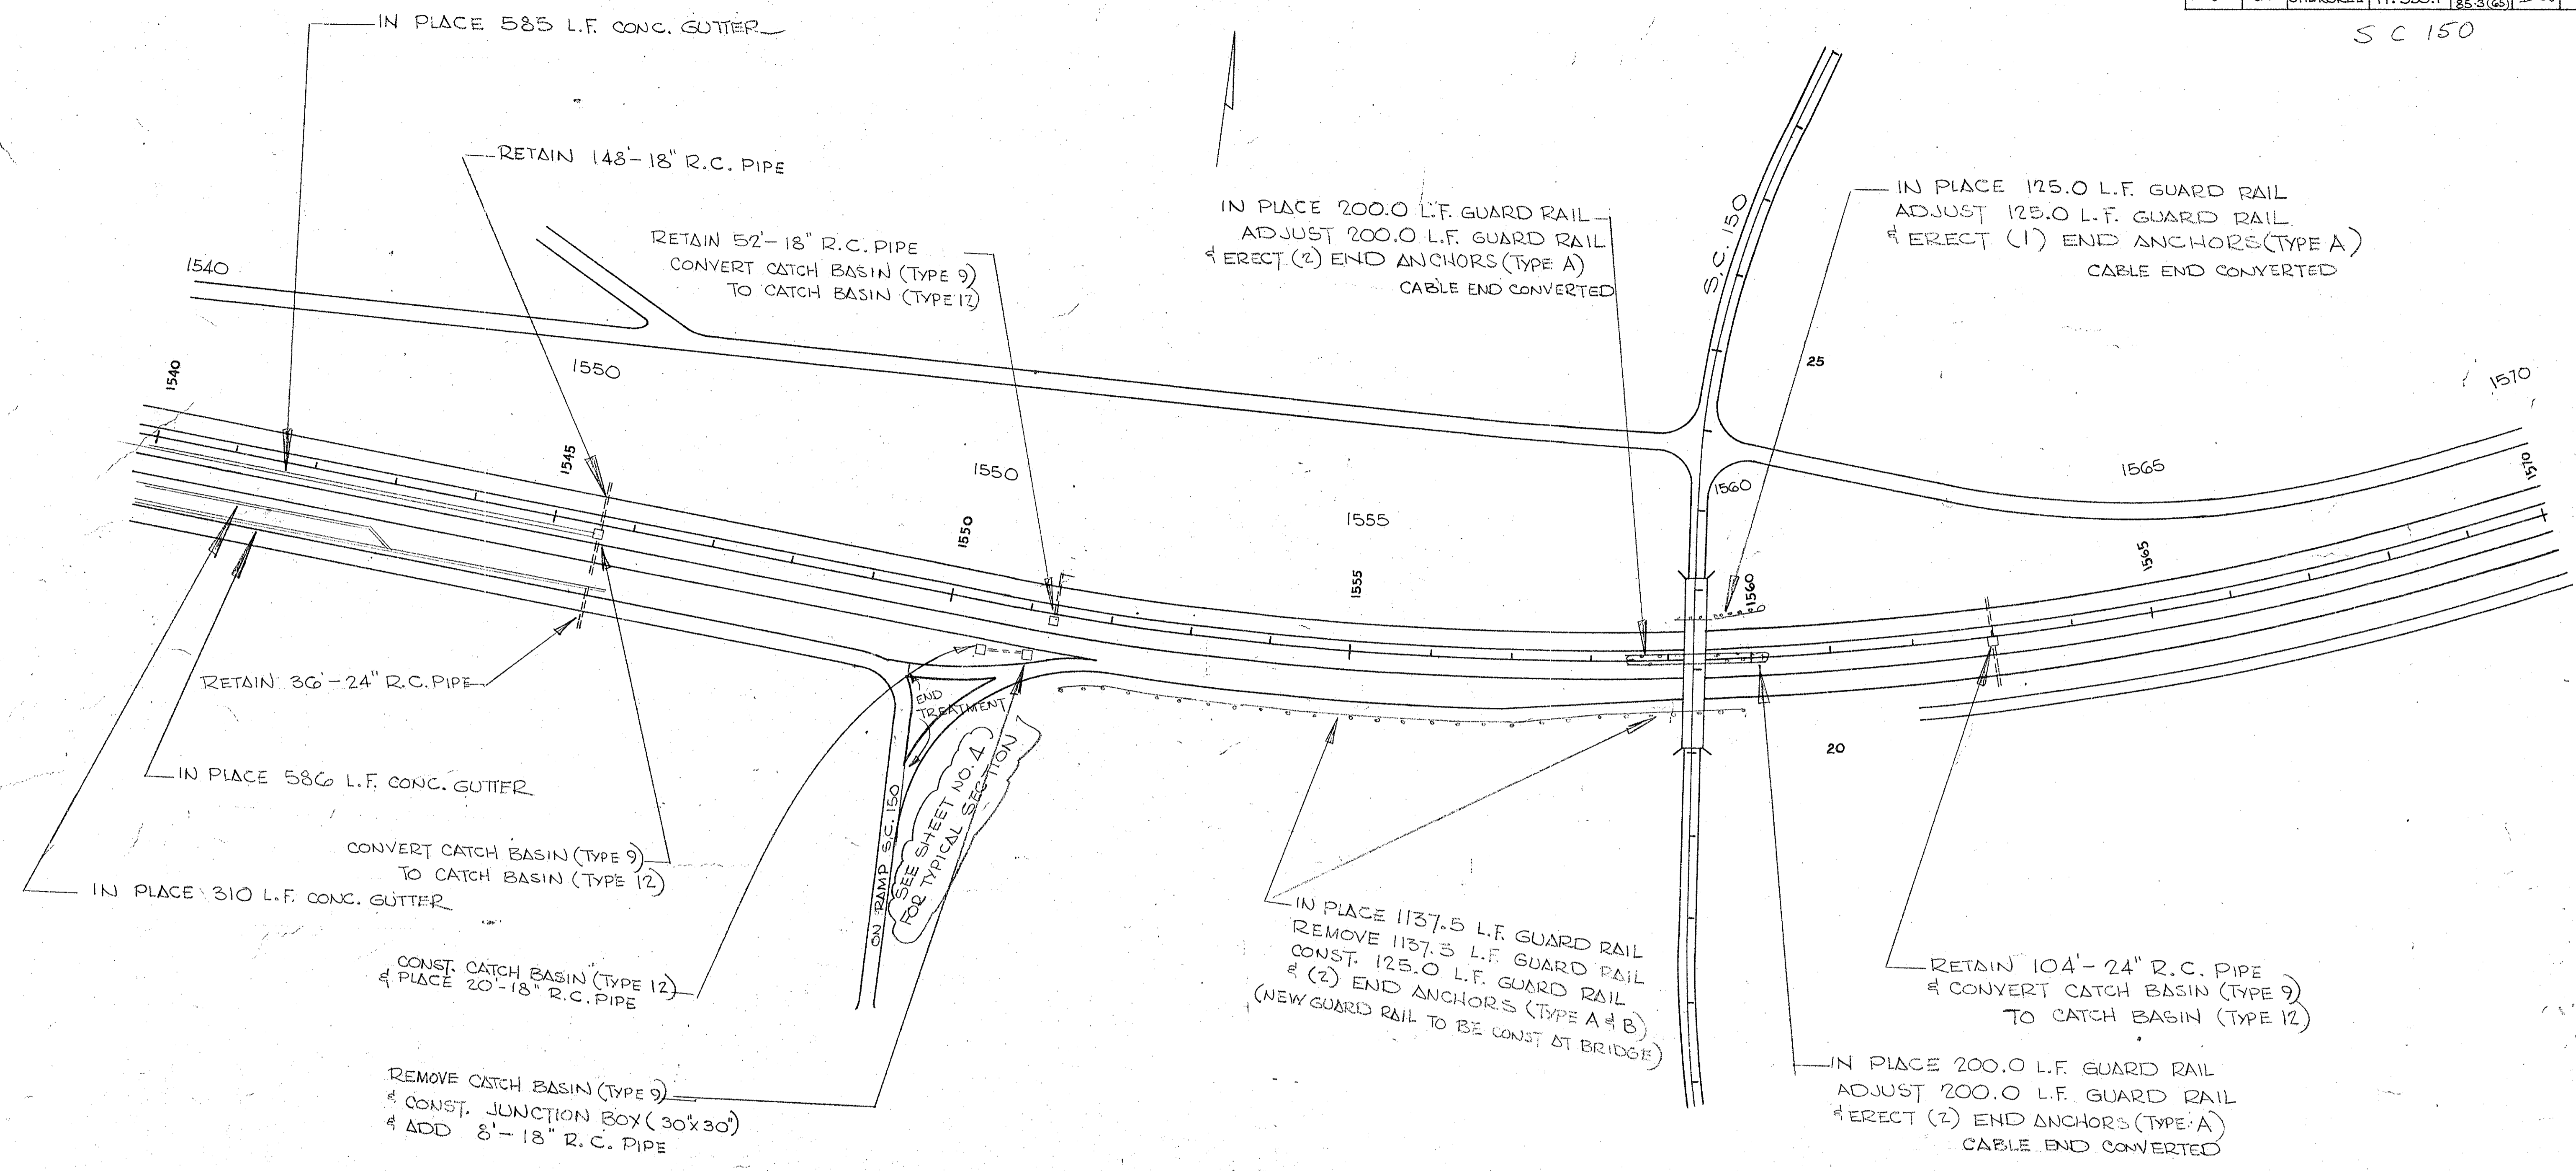 CHEROKEE
85-3(65)
S C 150
IN PLACE 585 L.F. CONC. GUTTER
RETAIN 148'-18" R.C. PIPE
RETAIN 52'-18" R.C. PIPE
CONVERT CATCH BASIN (TYPE 9)
TO CATCH BASIN (TYPE 12)
IN PLACE 200.0 L.F. GUARD RAIL
ADJUST 200.0 L.F. GUARD RAIL
& ERECT (2) END ANCHORS (TYPE A)
CABLE END CONVERTED
S.C. 150
IN PLACE 125.0 L.F. GUARD RAIL
ADJUST 125.0 L.F. GUARD RAIL
& ERECT (1) END ANCHORS (TYPE A)
CABLE END CONVERTED
1540
1550
1540
1545
1550
1550
1555
1555
25
1560
1560
1565
1565
1570
1570
20
RETAIN 36'-24" R.C. PIPE
IN PLACE 586 L.F. CONC. GUTTER
CONVERT CATCH BASIN (TYPE 9)
TO CATCH BASIN (TYPE 12)
IN PLACE 310 L.F. CONC. GUTTER
END
TREATMENT
ON RAMP S.C. 150
SEE SHEET NO. 4
FOR TYPICAL SECTION
CONST. CATCH BASIN (TYPE 12)
& PLACE 20'-18" R.C. PIPE
REMOVE CATCH BASIN (TYPE 9)
& CONST. JUNCTION BOX (30"x30")
& ADD 8'-18" R.C. PIPE
IN PLACE 1137.5 L.F. GUARD RAIL
REMOVE 1137.5 L.F. GUARD RAIL
CONST. 125.0 L.F. GUARD RAIL
& (2) END ANCHORS (TYPE A & B)
(NEW GUARD RAIL TO BE CONST AT BRIDGE)
RETAIN 104'-24" R.C. PIPE
& CONVERT CATCH BASIN (TYPE 9)
TO CATCH BASIN (TYPE 12)
IN PLACE 200.0 L.F. GUARD RAIL
ADJUST 200.0 L.F. GUARD RAIL
& ERECT (2) END ANCHORS (TYPE A)
CABLE END CONVERTED